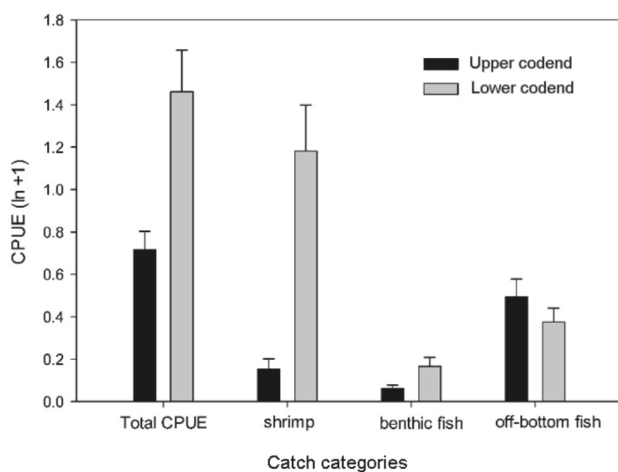 1.8
1.6
1.4
1.2
1.0
0.8
0.6
0.4
0.2
0.0
CPUE (ln +1)
Upper codend
Lower codend
Total CPUE shrimp benthic fish off-bottom fish
Catch categories